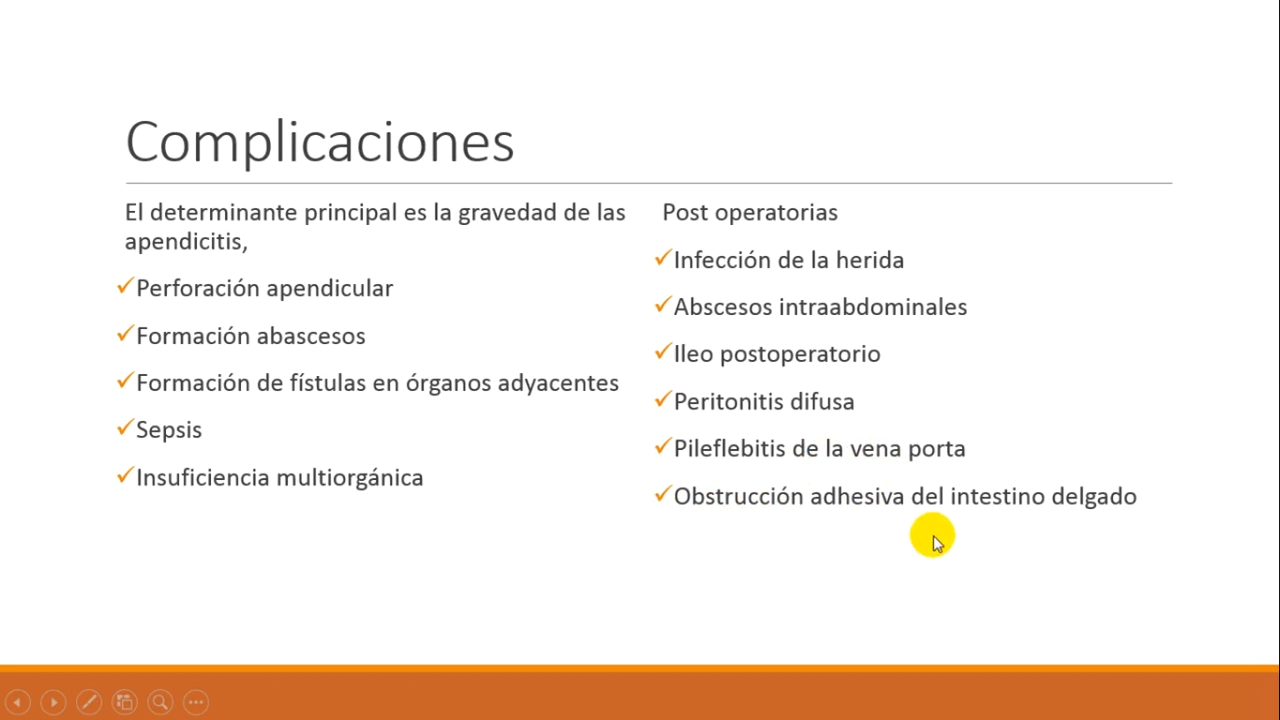 Complicaciones
El determinante principal es la gravedad de las
apendicitis,
Perforación apendicular
Formación abascesos
Formación de fístulas en órganos adyacentes
Sepsis
Insuficiencia multiorgánica
Post operatorias
Infección de la herida
Abscesos intraabdominales
Ileo postoperatorio
Peritonitis difusa
Pileflebitis de la vena porta
Obstrucción adhesiva del intestino delgado